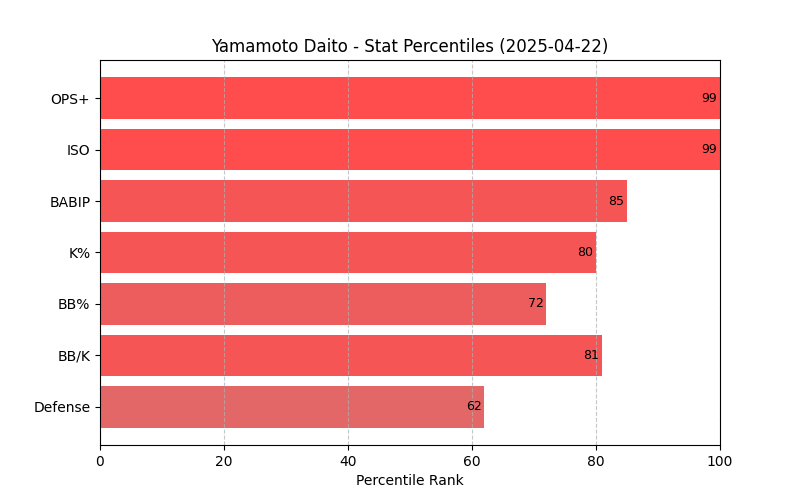 Yamamoto Daito - Stat Percentiles (2025-04-22)
OPS+ 99
ISO 99
BABIP 85
K% 80
BB% 72
BB/K 81
Defense 62
0 20 40 60 80 100
Percentile Rank